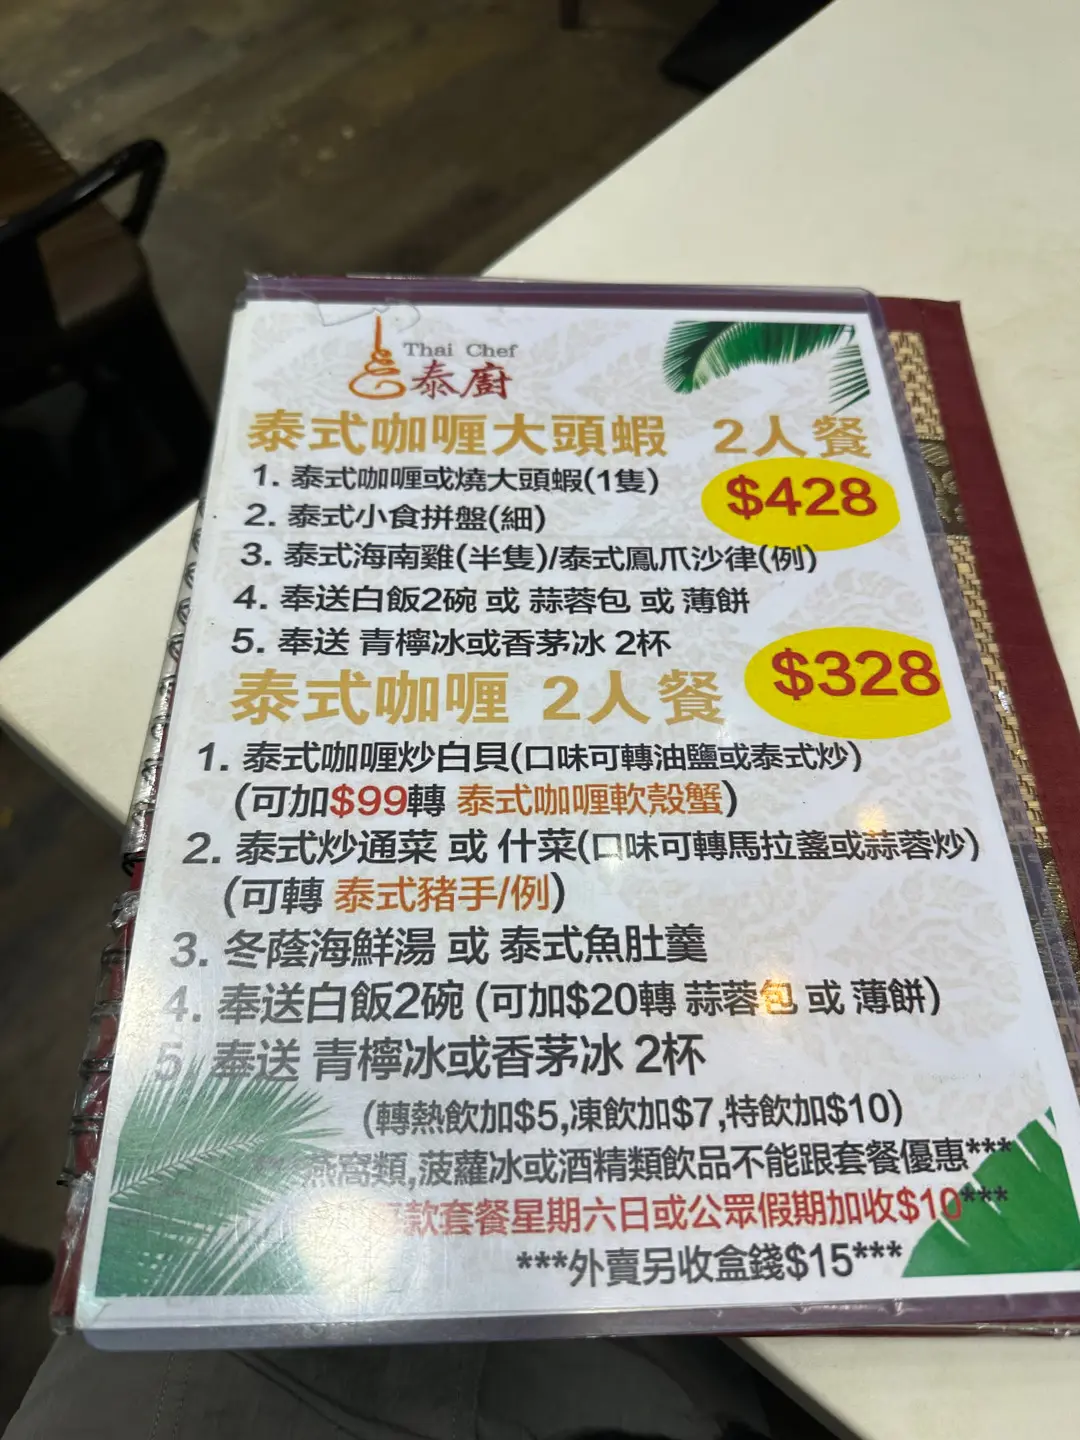 Thai Chef
泰廚
泰式咖喱大頭蝦 2人餐
$428
1. 泰式咖喱或燒大頭蝦(1隻)
2. 泰式小食拼盤(細)
3. 泰式海南雞(半隻)/泰式鳳爪沙律(例)
4. 奉送白飯2碗 或 蒜蓉包 或 薄餅
5. 奉送 青檸冰或香茅冰 2杯
泰式咖喱 2人餐
$328
1. 泰式咖喱炒白貝(口味可轉油鹽或泰式炒)
(可加$99轉 泰式咖喱軟殼蟹)
2. 泰式炒通菜 或 什菜(口味可轉馬拉盞或蒜蓉炒)
(可轉 泰式豬手/例)
3. 冬蔭海鮮湯 或 泰式魚肚羹
4. 奉送白飯2碗 (可加$20轉 蒜蓉包 或 薄餅)
5. 奉送 青檸冰或香茅冰 2杯
(轉熱飲加$5,凍飲加$7,特飲加$10)
燕窩類,菠蘿冰或酒精類飲品不能跟套餐優惠***
款套餐星期六日或公眾假期加收$10***
***外賣另收盒錢$15***